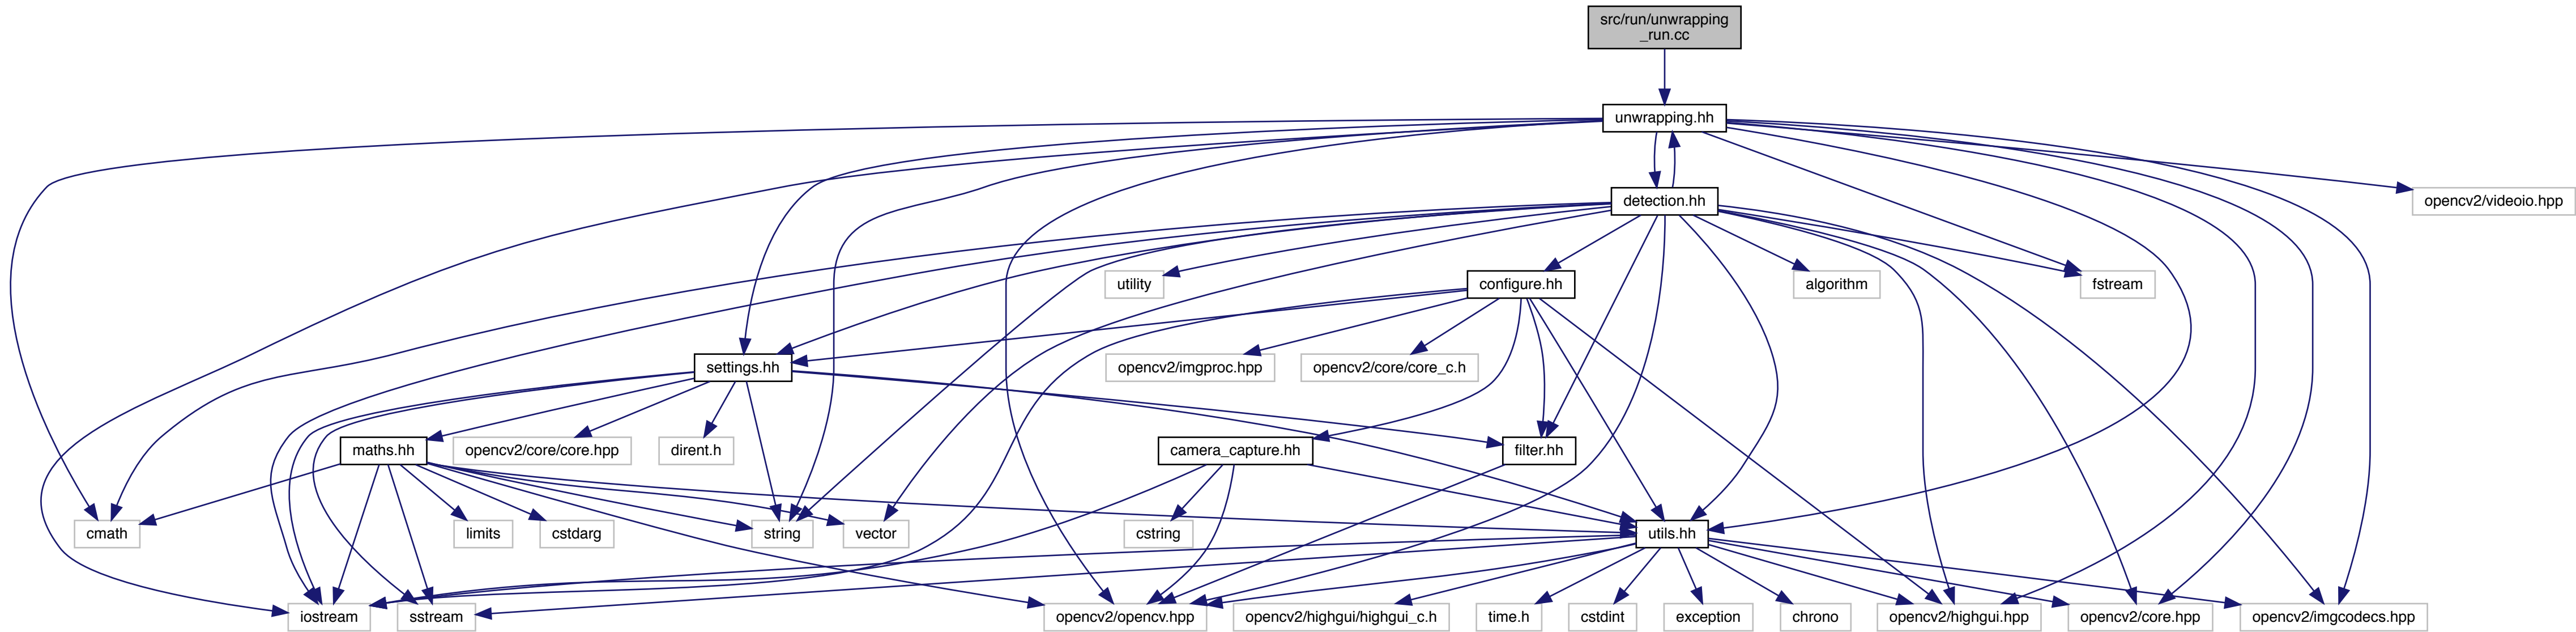 src/run/unwrapping
_run.cc
unwrapping.hh
detection.hh
opencv2/videoio.hpp
utility
configure.hh
algorithm
fstream
settings.hh
opencv2/imgproc.hpp
opencv2/core/core_c.h
maths.hh
opencv2/core/core.hpp
dirent.h
camera_capture.hh
filter.hh
cmath
limits
cstdarg
string
vector
cstring
utils.hh
iostream
sstream
opencv2/opencv.hpp
opencv2/highgui/highgui_c.h
time.h
cstdint
exception
chrono
opencv2/highgui.hpp
opencv2/core.hpp
opencv2/imgcodecs.hpp